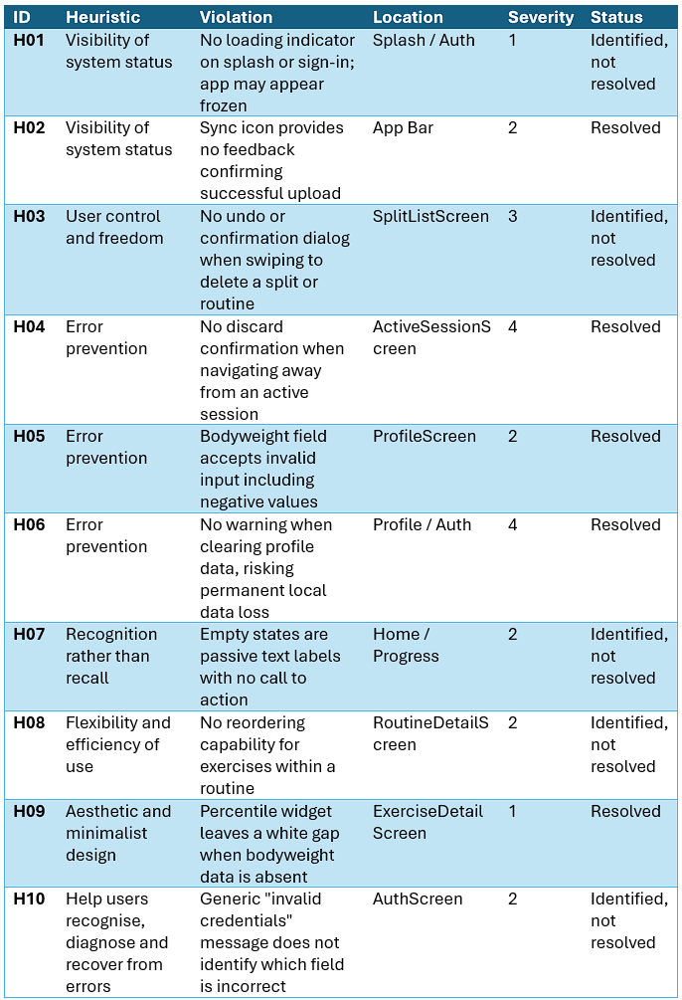 ID Heuristic Violation Location Severity Status
H01 Visibility of system status No loading indicator on splash or sign-in; app may appear frozen Splash / Auth 1 Identified, not resolved
H02 Visibility of system status Sync icon provides no feedback confirming successful upload App Bar 2 Resolved
H03 User control and freedom No undo or confirmation dialog when swiping to delete a split or routine SplitListScreen 3 Identified, not resolved
H04 Error prevention No discard confirmation when navigating away from an active session ActiveSessionScreen 4 Resolved
H05 Error prevention Bodyweight field accepts invalid input including negative values ProfileScreen 2 Resolved
H06 Error prevention No warning when clearing profile data, risking permanent local data loss Profile / Auth 4 Resolved
H07 Recognition rather than recall Empty states are passive text labels with no call to action Home / Progress 2 Identified, not resolved
H08 Flexibility and efficiency of use No reordering capability for exercises within a routine RoutineDetailScreen 2 Identified, not resolved
H09 Aesthetic and minimalist design Percentile widget leaves a white gap when bodyweight data is absent ExerciseDetailScreen 1 Resolved
H10 Help users recognise, diagnose and recover from errors Generic "invalid credentials" message does not identify which field is incorrect AuthScreen 2 Identified, not resolved